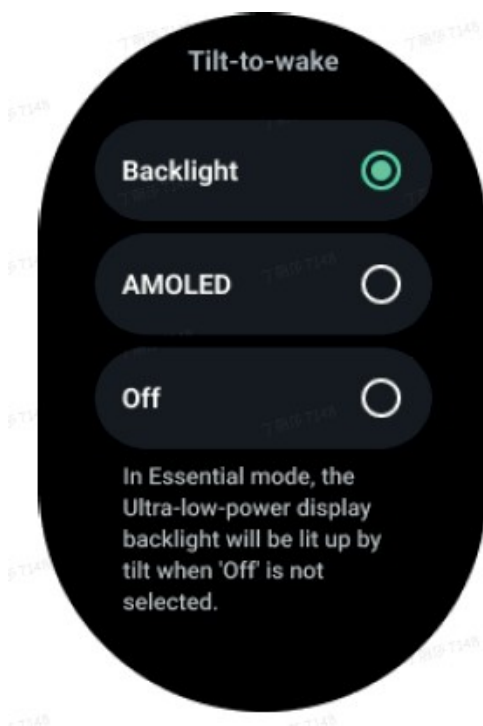 Tilt-to-wake
Backlight
AMOLED
Off
In Essential mode, the
Ultra-low-power display
backlight will be lit up by
tilt when 'Off' is not
selected.